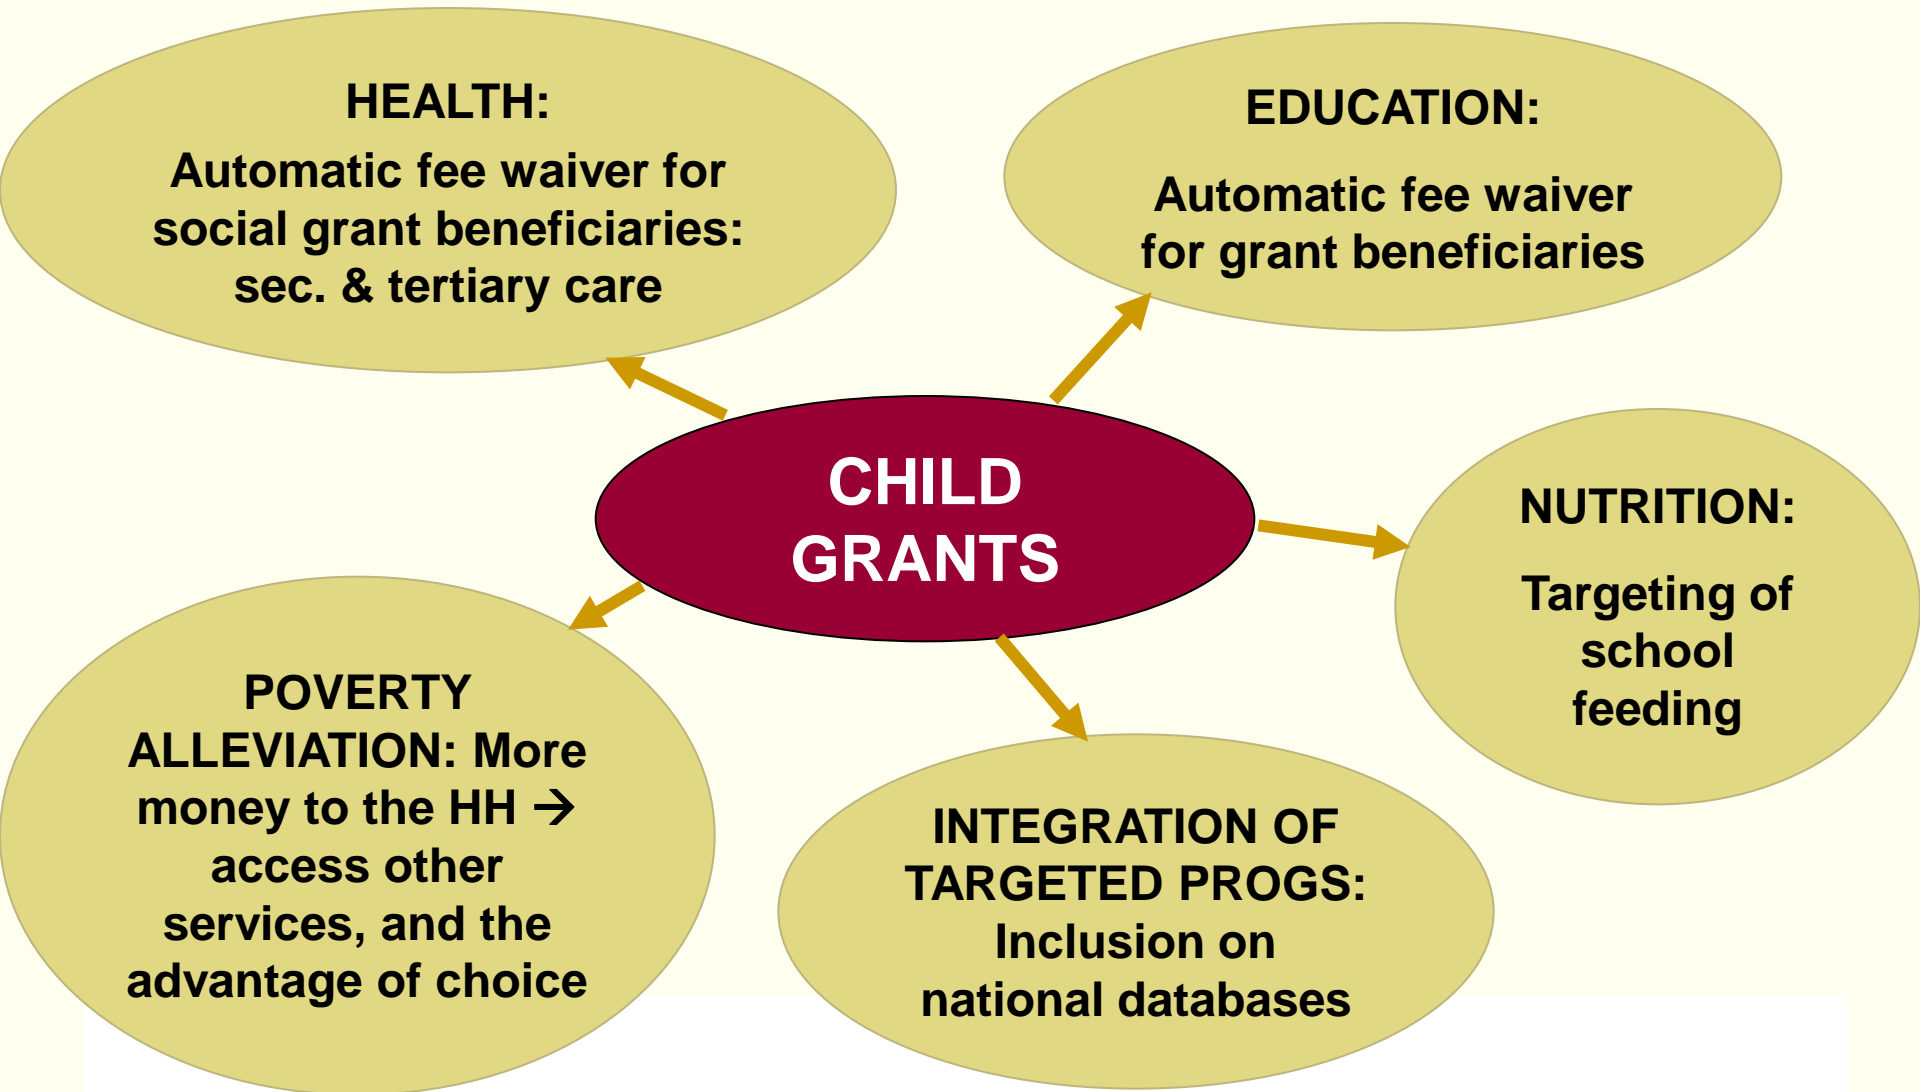 HEALTH:
Automatic fee waiver for
social grant beneficiaries:
sec. & tertiary care
EDUCATION:
Automatic fee waiver
for grant beneficiaries
CHILD
GRANTS
NUTRITION:
Targeting of
school
feeding
POVERTY
ALLEVIATION: More
money to the HH →
access other
services, and the
advantage of choice
INTEGRATION OF
TARGETED PROGS:
Inclusion on
national databases